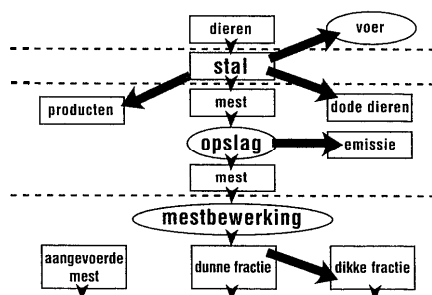 dieren
voer
stal
producten
mest
dode dieren
opslag
emissie
mest
mestbewerking
aangevoerde
mest
dunne fractie
dikke fractie